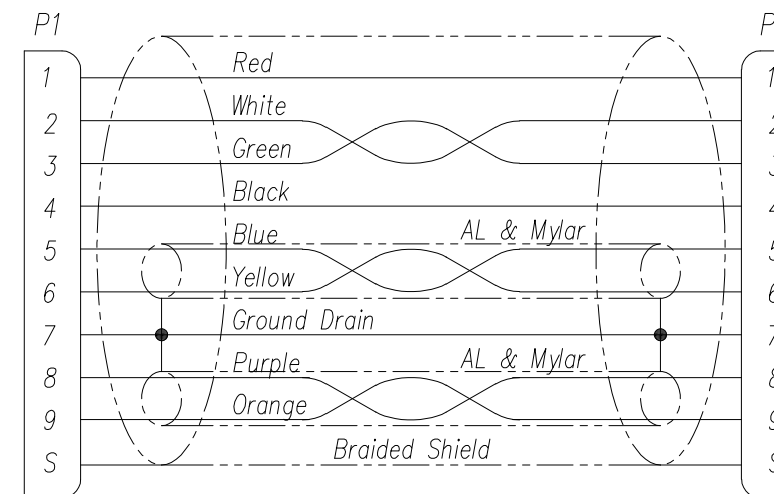 P1 P
1 Red 1
White
2 2
Green
3 3
Black
4 4
Blue AL & Mylar
5 5
Yellow
6 6
Ground Drain
7 7
Purple AL & Mylar
8 8
Orange
9 9
Braided Shield
S S